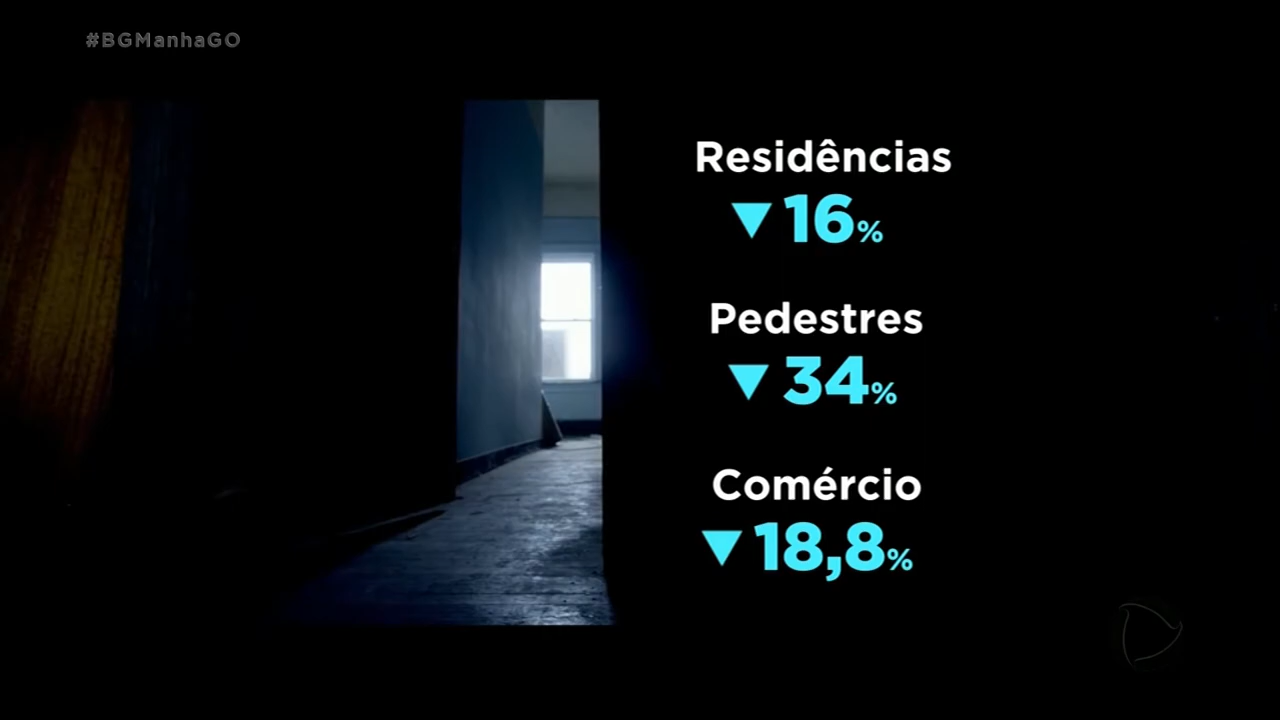 #BGManhaGO
Residências
▼ 16%
Pedestres
▼ 34%
Comércio
▼ 18,8%